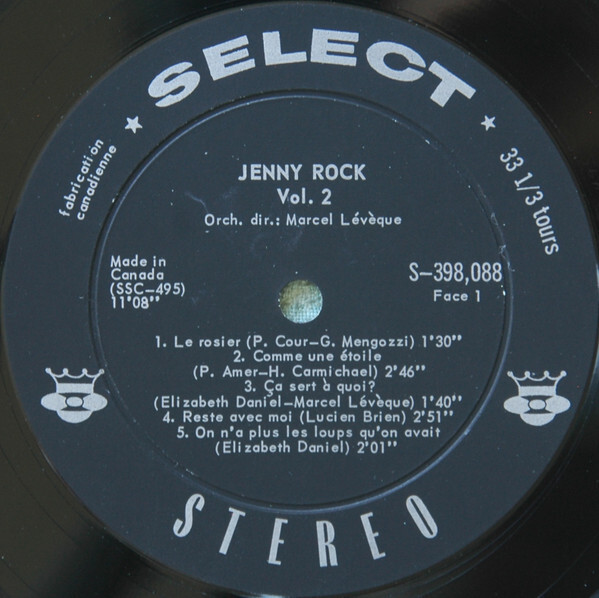 SELECT
fabrication
canadienne
33 1/3 tours
JENNY ROCK
Vol. 2
Orch. dir.: Marcel Lévèque
Made in
Canada
(SSC-495)
11'08''
S-398,088
Face 1
1. Le rosier (P. Cour-G. Mengozzi) 1'30''
2. Comme une étoile
(P. Amer-H. Carmichael) 2'46''
3. Ça sert à quoi?
(Elizabeth Daniel-Marcel Lévèque) 1'40''
4. Reste avec moi (Lucien Brien) 2'51''
5. On n'a plus les loups qu'on avait
(Elizabeth Daniel) 2'01''
STEREO